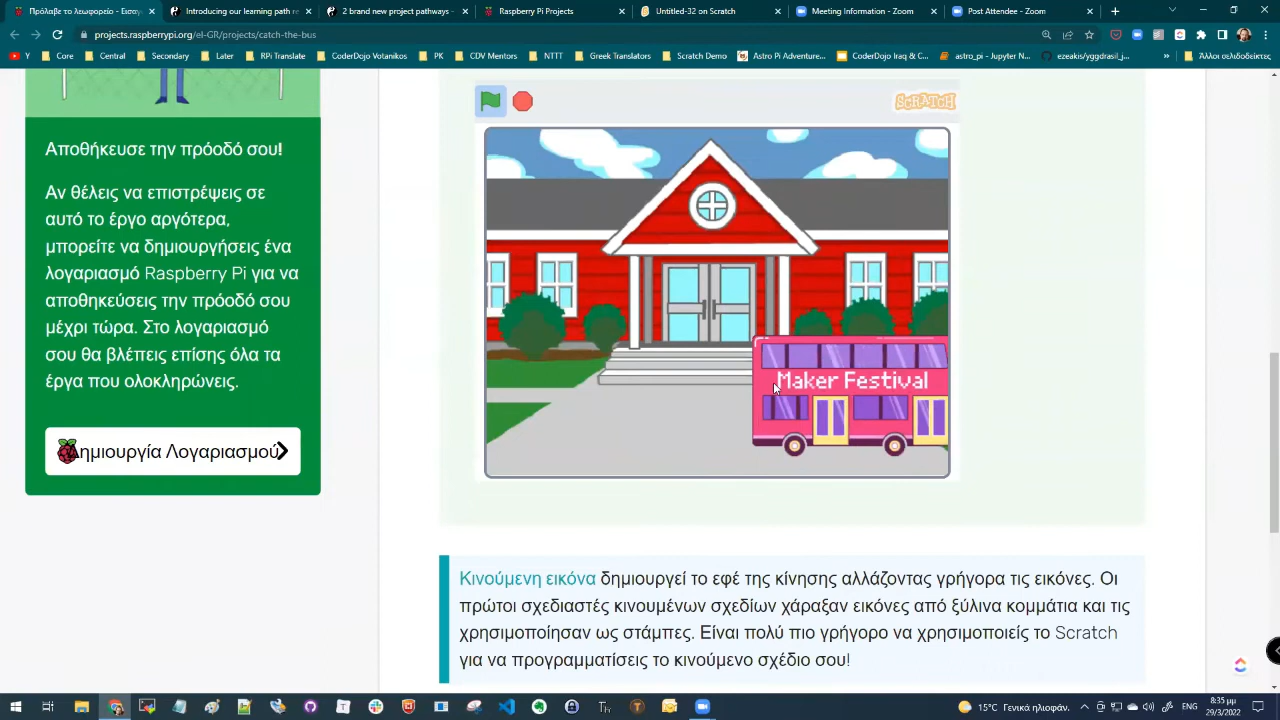 Πρόλαβε το λεωφορείο - Εισαγ
Introducing our learning path re
2 brand new project pathways -
Raspberry Pi Projects
Untitled-32 on Scratch
Meeting Information - Zoom
Post Attendee - Zoom
projects.raspberrypi.org/el-GR/projects/catch-the-bus
Y
Core
Central
Secondary
Later
RPi Translate
CoderDojo Votanikos
PK
CDV Mentors
NTTT
Greek Translators
Scratch Demo
Astro Pi Adventure...
CoderDojo Iraq & C...
astro_pi - Jupyter N...
ezeakis/yggdrasil_j...
»
Άλλοι σελιδοδείκτες
SCRATCH
Αποθήκευσε την πρόοδό σου!
Αν θέλεις να επιστρέψεις σε
αυτό το έργο αργότερα,
μπορείτε να δημιουργήσεις ένα
λογαριασμό Raspberry Pi για να
αποθηκεύσεις την πρόοδό σου
μέχρι τώρα. Στο λογαριασμό
σου θα βλέπεις επίσης όλα τα
έργα που ολοκληρώνεις.
Δημιουργία Λογαριασμού
Maker Festival
Κινούμενη εικόνα δημιουργεί το εφέ της κίνησης αλλάζοντας γρήγορα τις εικόνες. Οι
πρώτοι σχεδιαστές κινουμένων σχεδίων χάραξαν εικόνες από ξύλινα κομμάτια και τις
χρησιμοποίησαν ως στάμπες. Είναι πολύ πιο γρήγορο να χρησιμοποιείς το Scratch
για να προγραμματίσεις το κινούμενο σχέδιο σου!
15°C Γενικά ηλιοφάν.
ENG
8:35 μμ
29/3/2022